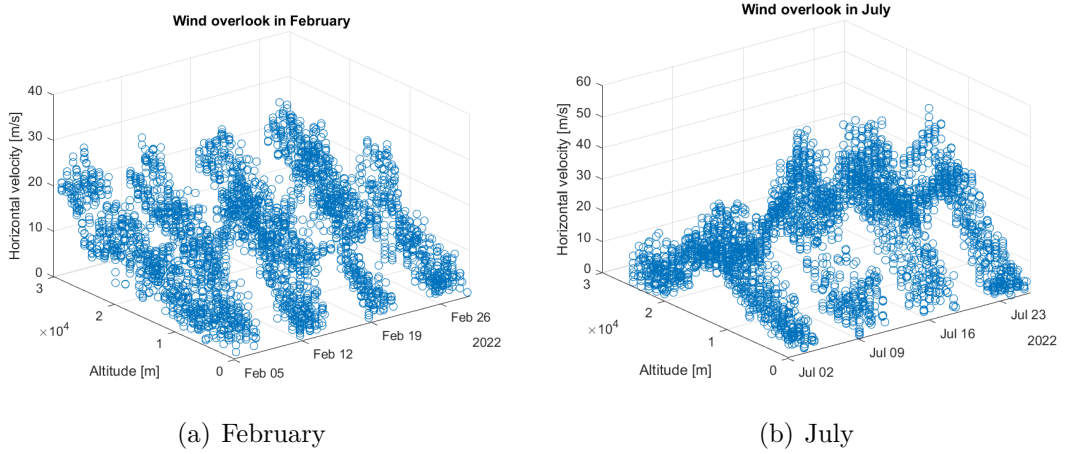 Wind overlook in February
Horizontal velocity [m/s]
40
30
20
10
0
3
2
1
0
×10^4
Altitude [m]
Feb 05
Feb 12
Feb 19
Feb 26
2022
(a) February
Wind overlook in July
Horizontal velocity [m/s]
60
50
40
30
20
10
0
3
2
1
0
×10^4
Altitude [m]
Jul 02
Jul 09
Jul 16
Jul 23
2022
(b) July